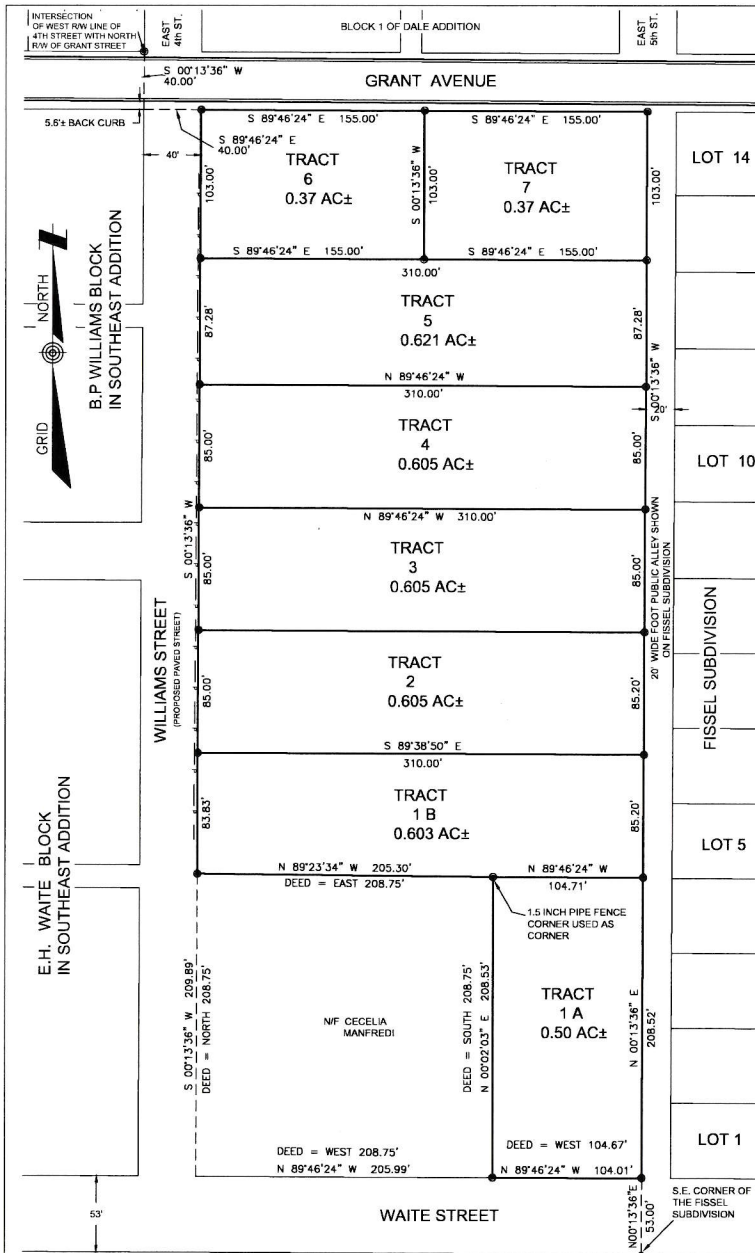 INTERSECTION
OF WEST R/W LINE OF
4TH STREET WITH NORTH
R/W OF GRANT STREET
EAST
4th ST.
BLOCK 1 OF DALE ADDITION
EAST
5th ST.
S 00°13'36" W
40.00'
GRANT AVENUE
5.6'± BACK CURB
S 89°46'24" E
40.00'
40'
S 89°46'24" E 155.00'
S 89°46'24" E 155.00'
TRACT
6
0.37 AC±
103.00'
S 00°13'36" W
103.00'
TRACT
7
0.37 AC±
103.00'
LOT 14
S 89°46'24" E 155.00'
S 89°46'24" E 155.00'
310.00'
NORTH
GRID
B.P WILLIAMS BLOCK
IN SOUTHEAST ADDITION
87.28'
TRACT
5
0.621 AC±
87.28'
S 00°13'36" W
20'
N 89°46'24" W
310.00'
85.00'
TRACT
4
0.605 AC±
85.00'
LOT 10
N 89°46'24" W 310.00'
S 00°13'36" W
85.00'
TRACT
3
0.605 AC±
85.00'
20' WIDE FOOT PUBLIC ALLEY SHOWN
ON FISSEL SUBDIVISION
WILLIAMS STREET
(PROPOSED PAVED STREET)
85.00'
TRACT
2
0.605 AC±
85.20'
FISSEL SUBDIVISION
S 89°38'50" E
310.00'
83.83'
TRACT
1 B
0.603 AC±
85.20'
LOT 5
E.H. WAITE BLOCK
IN SOUTHEAST ADDITION
N 89°23'34" W 205.30'
DEED = EAST 208.75'
N 89°46'24" W
104.71'
1.5 INCH PIPE FENCE
CORNER USED AS
CORNER
S 00°13'36" W 209.89'
DEED = NORTH 208.75'
N/F CECELIA
MANFREDI
DEED = SOUTH 208.75'
N 00°02'03" E 208.53'
TRACT
1 A
0.50 AC±
N 00°13'36" E
208.52'
LOT 1
DEED = WEST 208.75'
N 89°46'24" W 205.99'
DEED = WEST 104.67'
N 89°46'24" W 104.01'
53'
WAITE STREET
N00°13'36"E
53.00'
S.E. CORNER OF
THE FISSEL
SUBDIVISION